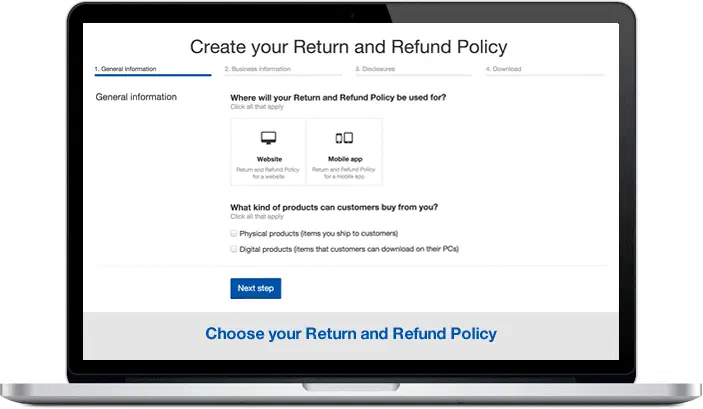 Create your Return and Refund Policy
1. General information
2. Business information
3. Disclosures
4. Download
General information
Where will your Return and Refund Policy be used for?
Click all that apply
Website
Return and Refund Policy
for a website
Mobile app
Return and Refund Policy
for a mobile app
What kind of products can customers buy from you?
Click all that apply
Physical products (items you ship to customers)
Digital products (items that customers can download on their PCs)
Next step
Choose your Return and Refund Policy